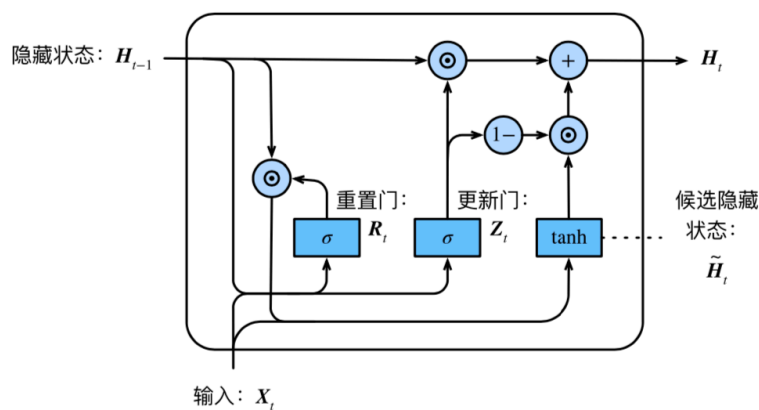 隐藏状态：H_{t−1}
⊙
+
H_t
1−
⊙
⊙
重置门：
R_t
更新门：
Z_t
候选隐藏
状态：
H̃_t
σ
σ
tanh
输入：X_t